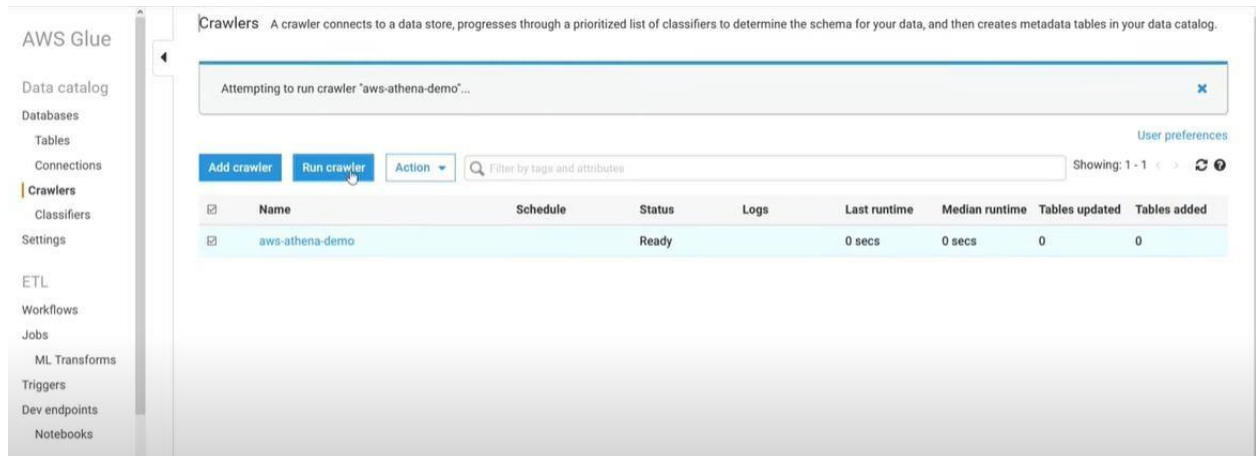 AWS Glue
Data catalog
Databases
Tables
Connections
Crawlers
Classifiers
Settings
ETL
Workflows
Jobs
ML Transforms
Triggers
Dev endpoints
Notebooks
Crawlers A crawler connects to a data store, progresses through a prioritized list of classifiers to determine the schema for your data, and then creates metadata tables in your data catalog.
Attempting to run crawler "aws-athena-demo"...
User preferences
Add crawler Run crawler Action Filter by tags and attributes Showing: 1 - 1
Name Schedule Status Logs Last runtime Median runtime Tables updated Tables added
aws-athena-demo Ready 0 secs 0 secs 0 0